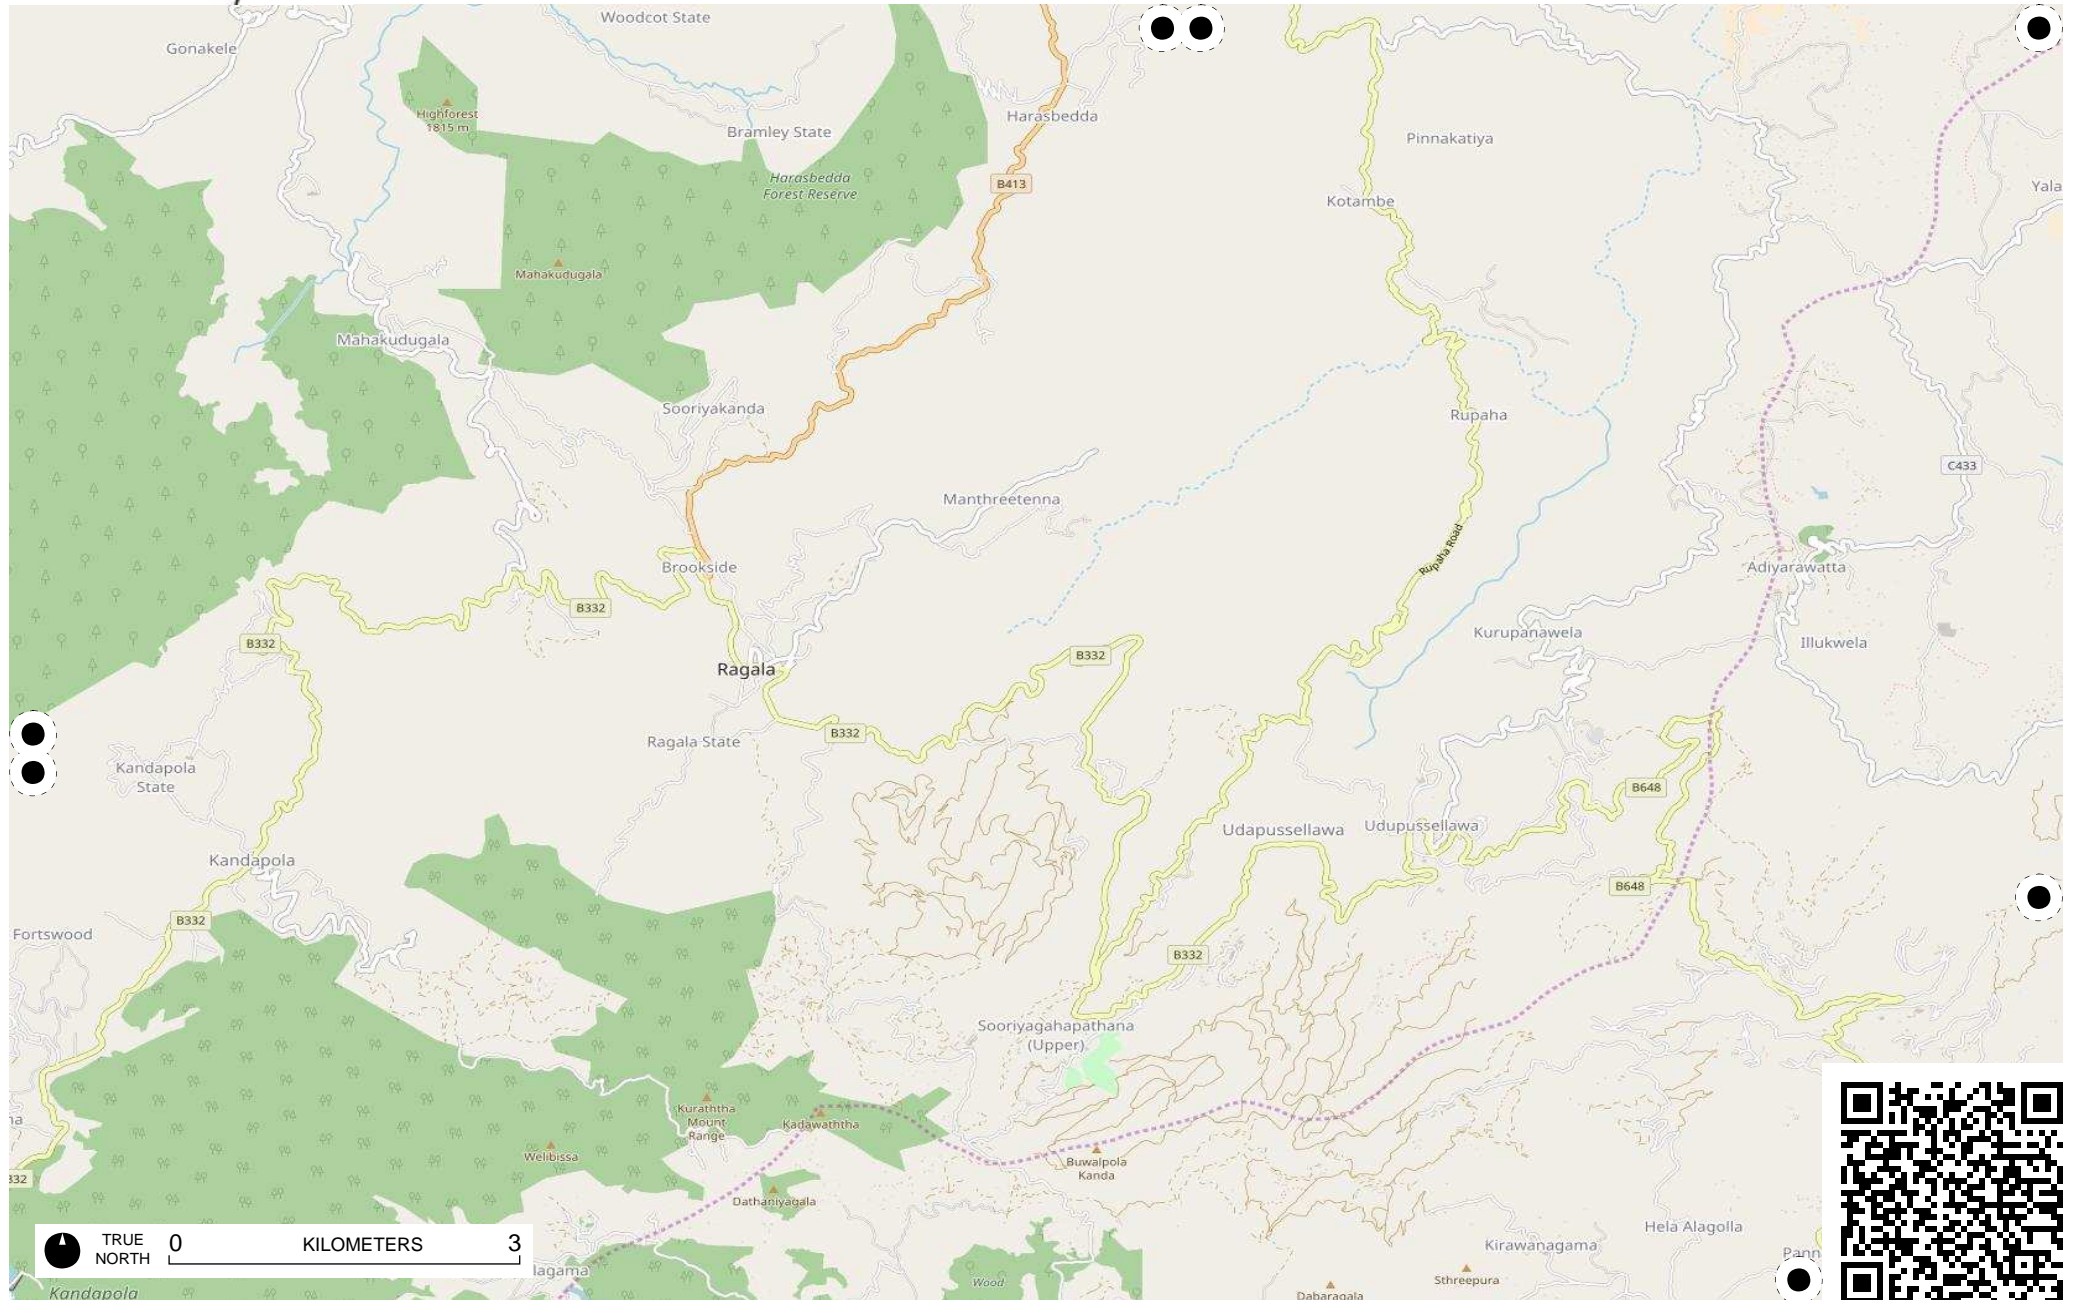 Woodcot State
Gonakele
Highforest
1815 m
Harasbedda
Bramley State
Pinnakatiya
Harasbedda
Forest Reserve
B413
Yala
Kotambe
Mahakudugala
Mahakudugala
Sooriyakanda
Rupaha
C433
Manthreetenna
Rupaha Road
Brookside
Adiyarawatta
B332
B332
Kurupanawela
Illukwela
B332
Ragala
B332
Ragala State
Kandapola
State
B648
Udapussellawa
Udupussellawa
Kandapola
B648
B332
Fortswood
B332
Sooriyagahapathana
(Upper)
Kuraththa
Mount
Range
Kadawaththa
Welibissa
Buwalpola
Kanda
332
Dathaniyagala
Hela Alagolla
TRUE
NORTH
0
KILOMETERS
3
Kirawanagama
Pann
lagama
Sthreepura
Wood
Kandapola
Dabaragala